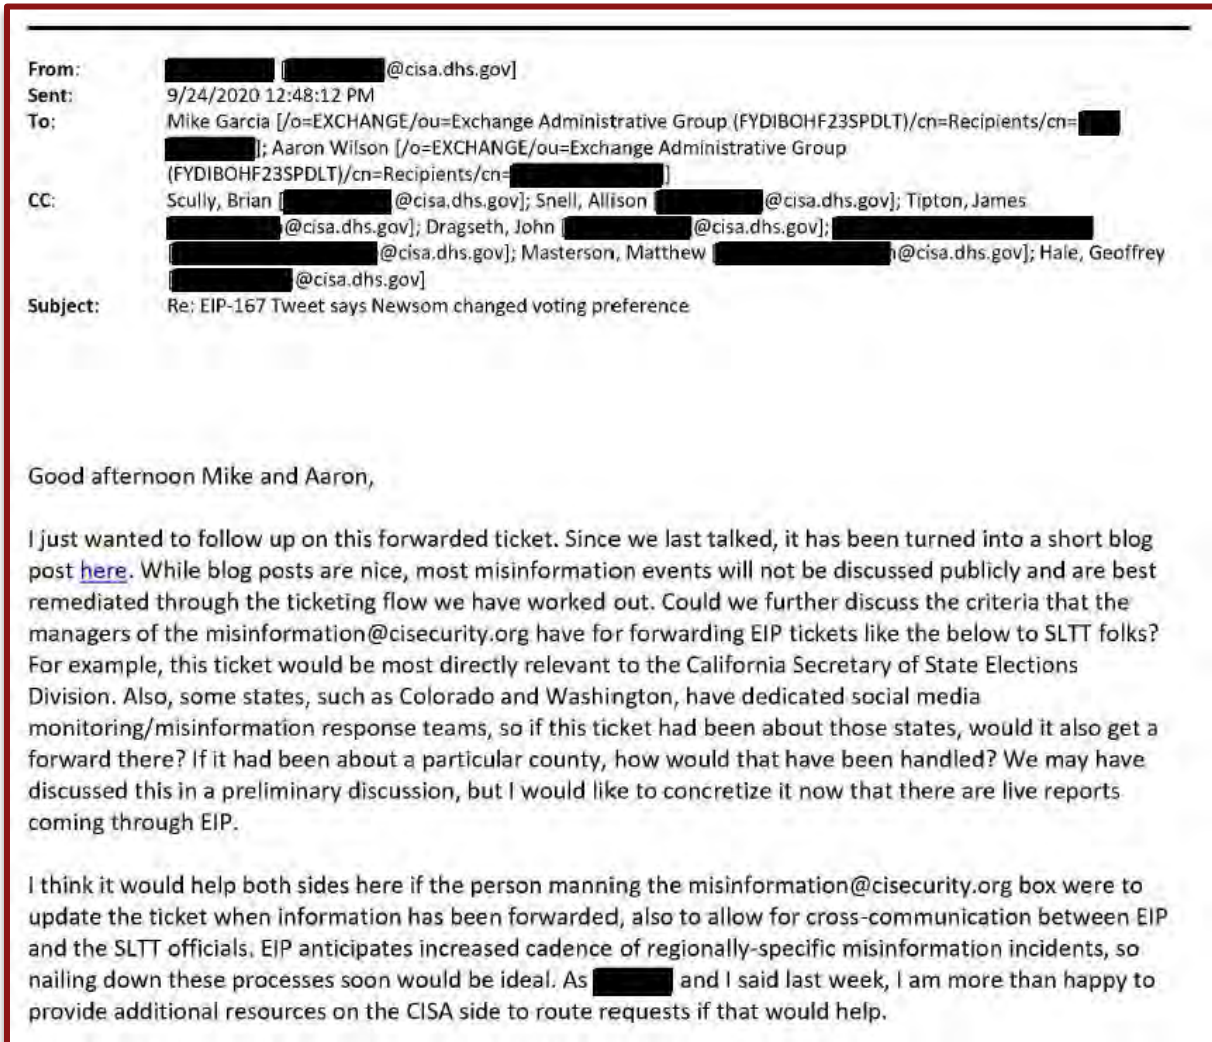 From: [ @cisa.dhs.gov]
Sent: 9/24/2020 12:48:12 PM
To: Mike Garcia [/o=EXCHANGE/ou=Exchange Administrative Group (FYDIBOHF23SPDLT)/cn=Recipients/cn=
]; Aaron Wilson [/o=EXCHANGE/ou=Exchange Administrative Group
(FYDIBOHF23SPDLT)/cn=Recipients/cn= ]
CC: Scully, Brian [ @cisa.dhs.gov]; Snell, Allison [ @cisa.dhs.gov]; Tipton, James
@cisa.dhs.gov]; Dragseth, John [ @cisa.dhs.gov];
[ @cisa.dhs.gov]; Masterson, Matthew [ @cisa.dhs.gov]; Hale, Geoffrey
[ @cisa.dhs.gov]
Subject: Re: EIP-167 Tweet says Newsom changed voting preference
Good afternoon Mike and Aaron,
I just wanted to follow up on this forwarded ticket. Since we last talked, it has been turned into a short blog
post here. While blog posts are nice, most misinformation events will not be discussed publicly and are best
remediated through the ticketing flow we have worked out. Could we further discuss the criteria that the
managers of the misinformation@cisecurity.org have for forwarding EIP tickets like the below to SLTT folks?
For example, this ticket would be most directly relevant to the California Secretary of State Elections
Division. Also, some states, such as Colorado and Washington, have dedicated social media
monitoring/misinformation response teams, so if this ticket had been about those states, would it also get a
forward there? If it had been about a particular county, how would that have been handled? We may have
discussed this in a preliminary discussion, but I would like to concretize it now that there are live reports
coming through EIP.
I think it would help both sides here if the person manning the misinformation@cisecurity.org box were to
update the ticket when information has been forwarded, also to allow for cross-communication between EIP
and the SLTT officials. EIP anticipates increased cadence of regionally-specific misinformation incidents, so
nailing down these processes soon would be ideal. As and I said last week, I am more than happy to
provide additional resources on the CISA side to route requests if that would help.